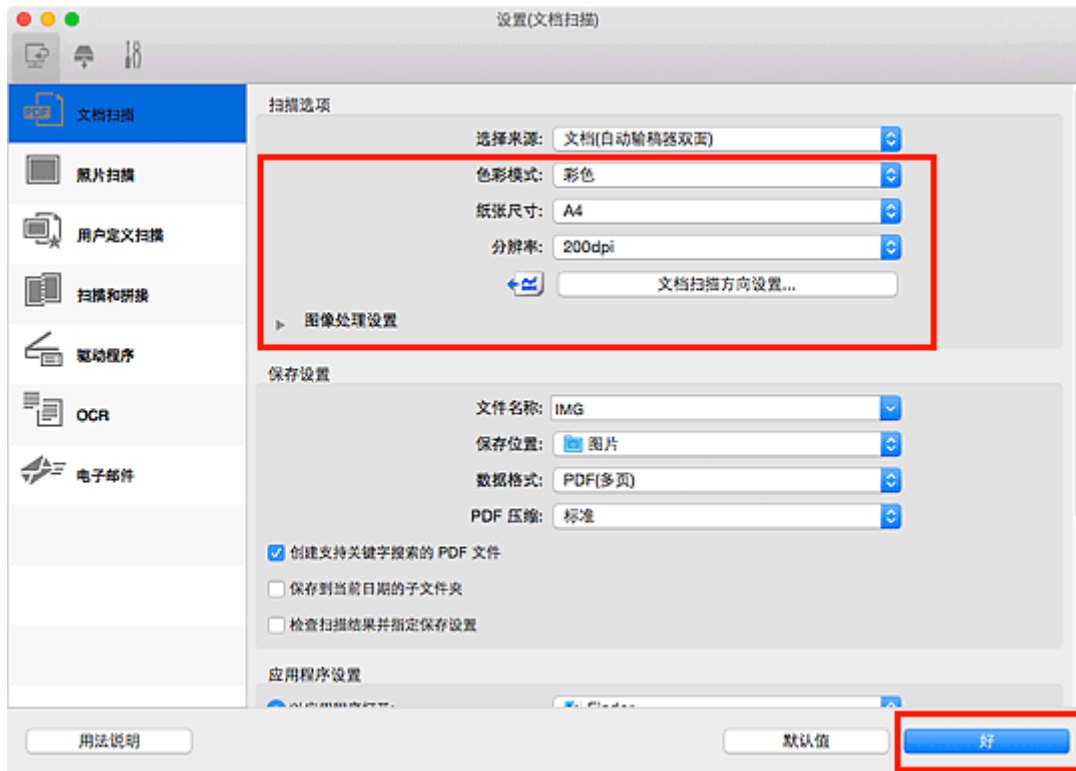 设置(文档扫描)
PDF
文档扫描
照片扫描
用户定义扫描
扫描和拼接
驱动程序
OCR
电子邮件
扫描选项
选择来源: 文档(自动输稿器双面)
色彩模式: 彩色
纸张尺寸: A4
分辨率: 200dpi
文档扫描方向设置...
图像处理设置
保存设置
文件名称: IMG
保存位置: 图片
数据格式: PDF(多页)
PDF 压缩: 标准
创建支持关键字搜索的 PDF 文件
保存到当前日期的子文件夹
检查扫描结果并指定保存设置
应用程序设置
Finder
用法说明
默认值
好